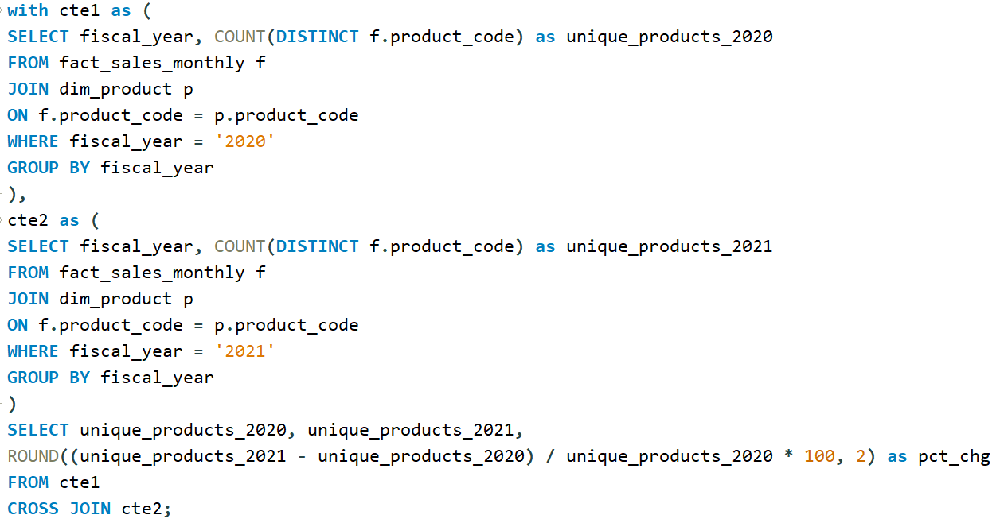 with cte1 as (
SELECT fiscal_year, COUNT(DISTINCT f.product_code) as unique_products_2020
FROM fact_sales_monthly f
JOIN dim_product p
ON f.product_code = p.product_code
WHERE fiscal_year = '2020'
GROUP BY fiscal_year
),
cte2 as (
SELECT fiscal_year, COUNT(DISTINCT f.product_code) as unique_products_2021
FROM fact_sales_monthly f
JOIN dim_product p
ON f.product_code = p.product_code
WHERE fiscal_year = '2021'
GROUP BY fiscal_year
)
SELECT unique_products_2020, unique_products_2021,
ROUND((unique_products_2021 - unique_products_2020) / unique_products_2020 * 100, 2) as pct_chg
FROM cte1
CROSS JOIN cte2;